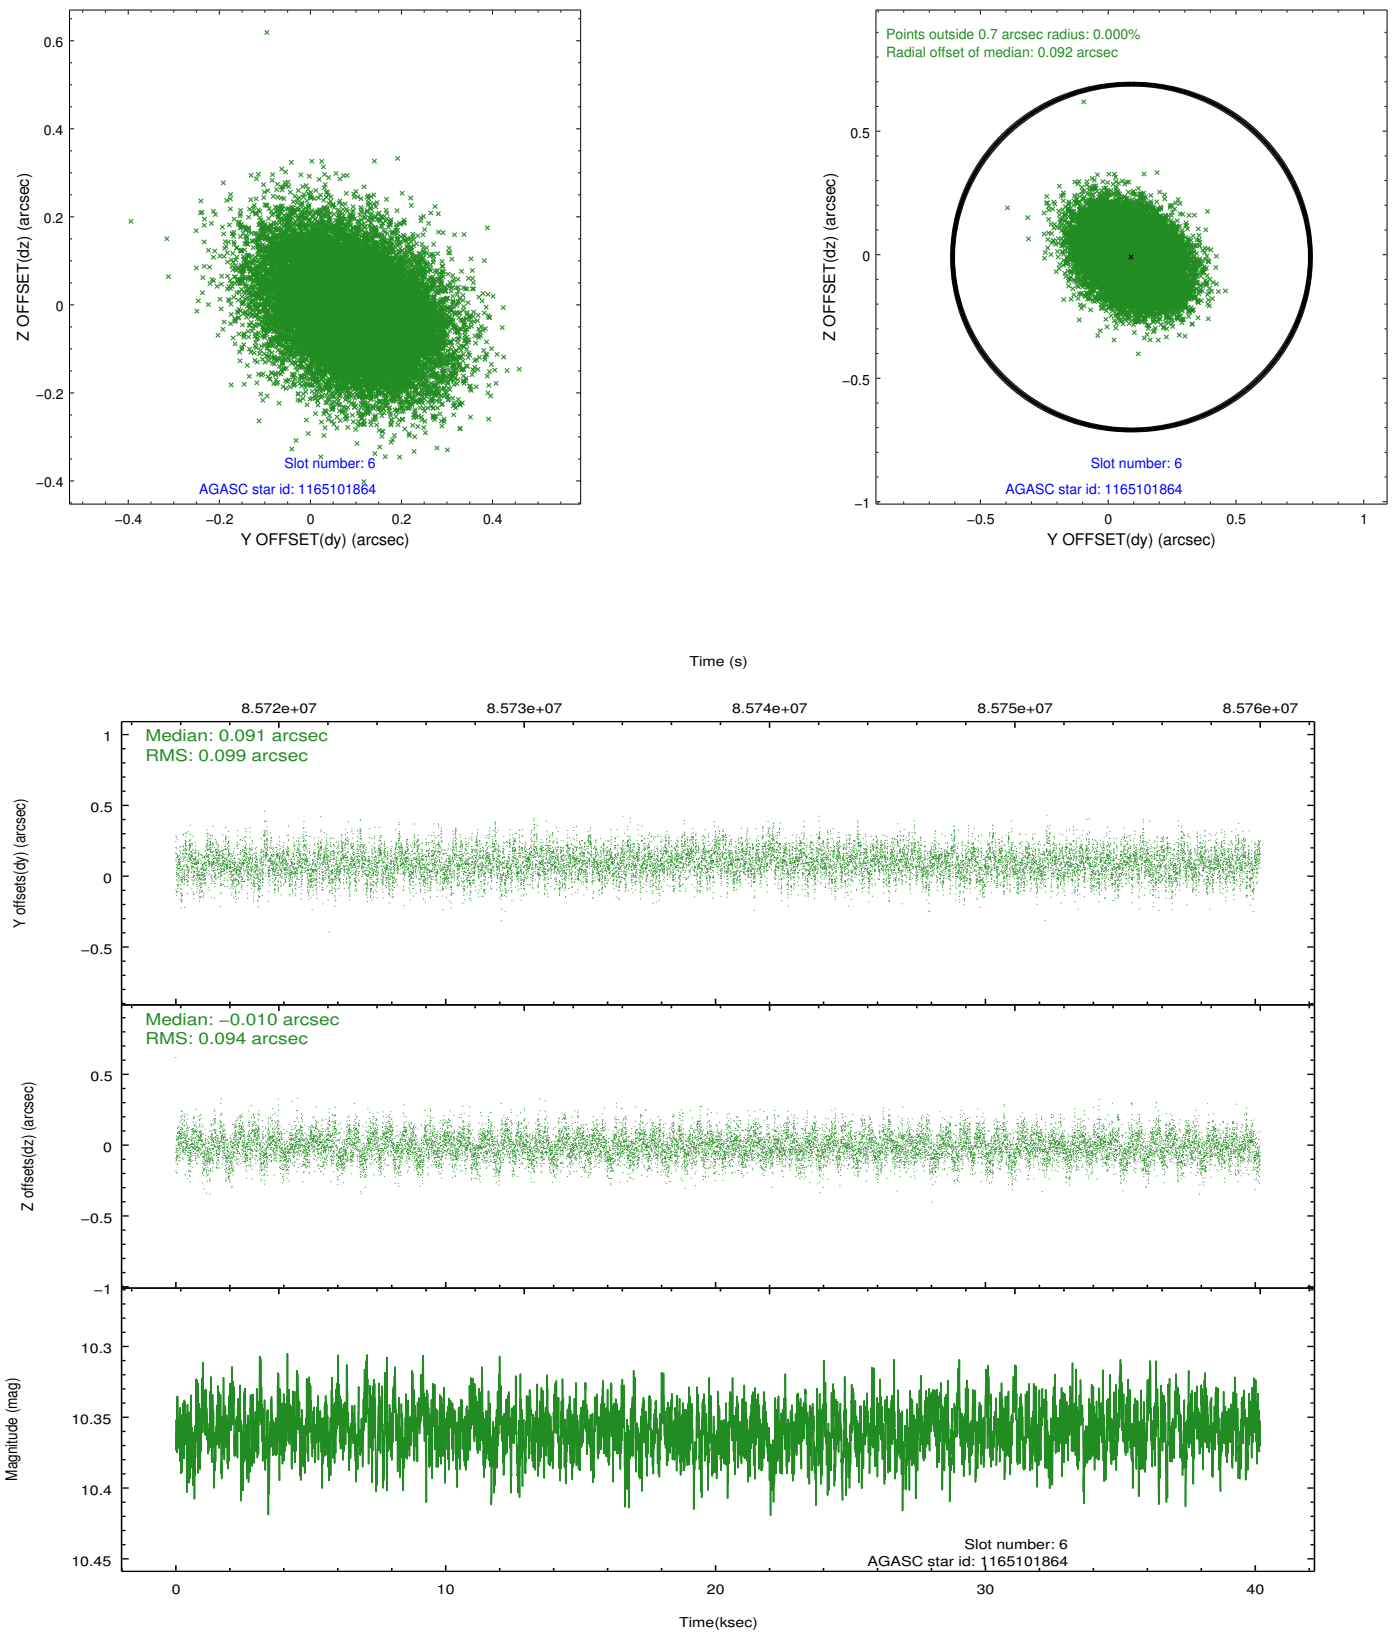 0.6
0.4
0.2
0
−0.2
−0.4
−0.4
−0.2
0
0.2
0.4
Z OFFSET(dz) (arcsec)
Y OFFSET(dy) (arcsec)
Slot number: 6
AGASC star id: 1165101864
Points outside 0.7 arcsec radius: 0.000%
Radial offset of median: 0.092 arcsec
0.5
0
−0.5
−1
−0.5
0
0.5
1
Z OFFSET(dz) (arcsec)
Y OFFSET(dy) (arcsec)
Slot number: 6
AGASC star id: 1165101864
Time (s)
8.572e+07
8.573e+07
8.574e+07
8.575e+07
8.576e+07
Median: 0.091 arcsec
RMS: 0.099 arcsec
1
0.5
0
−0.5
Y offsets(dy) (arcsec)
Median: −0.010 arcsec
RMS: 0.094 arcsec
0.5
0
−0.5
−1
Z offsets(dz) (arcsec)
10.3
10.35
10.4
10.45
Magnitude (mag)
Slot number: 6
AGASC star id: 1165101864
0
10
20
30
40
Time(ksec)